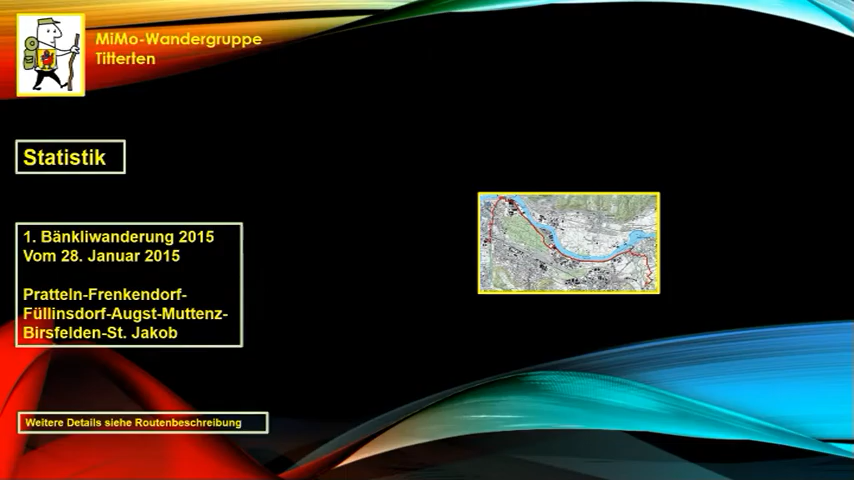 MiMo-Wandergruppe
Titterten
Statistik
1. Bänkliwanderung 2015
Vom 28. Januar 2015
Pratteln-Frenkendorf-
Füllinsdorf-Augst-Muttenz-
Birsfelden-St. Jakob
Weitere Details siehe Routenbeschreibung